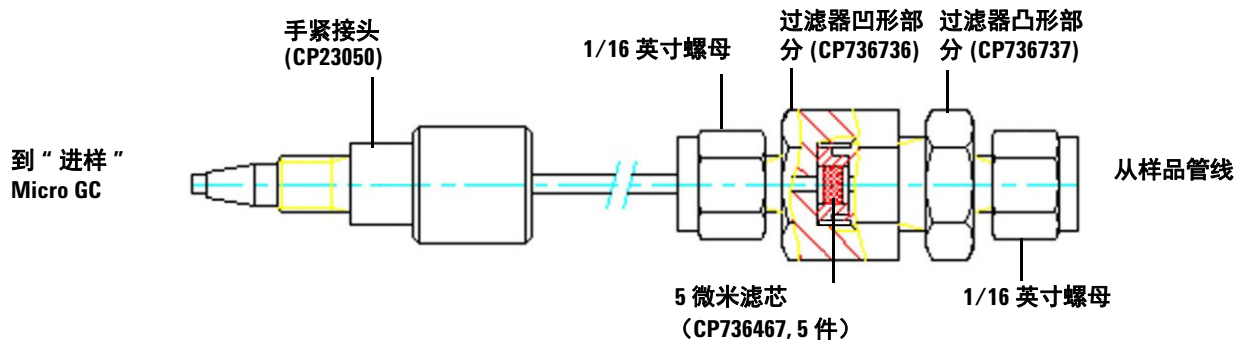 手紧接头
(CP23050)
1/16 英寸螺母
过滤器凹形部
分 (CP736736)
过滤器凸形部
分 (CP736737)
到 “ 进样 ”
Micro GC
从样品管线
5 微米滤芯
（CP736467, 5 件）
1/16 英寸螺母